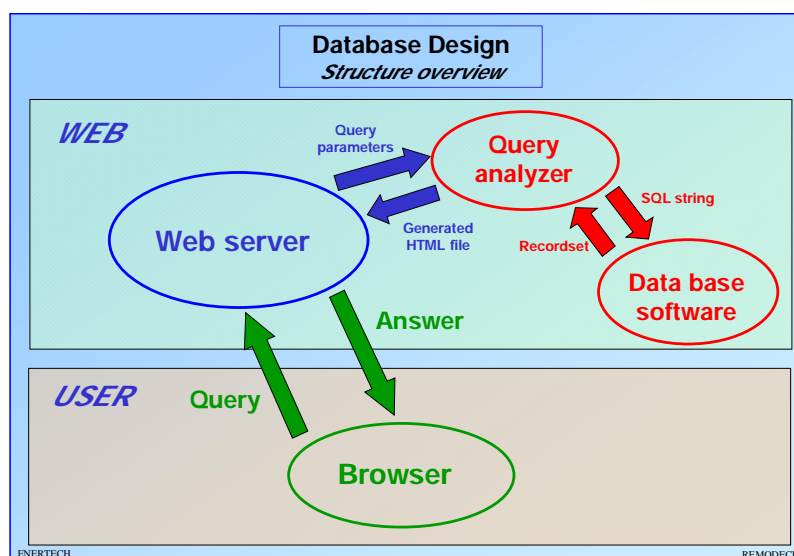 Database Design
Structure overview
WEB
Query
parameters
Query
analyzer
SQL string
Web server
Generated
HTML file
Recordset
Data base
software
Answer
USER
Query
Browser
ENERTECH
REMODECE